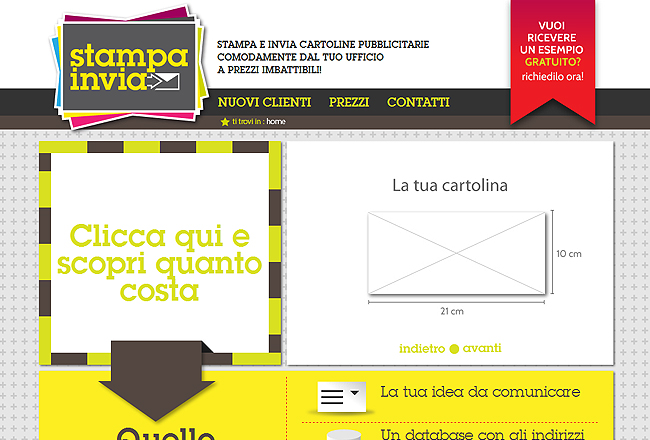 stampa
invia
STAMPA E INVIA CARTOLINE PUBBLICITARIE
COMODAMENTE DAL TUO UFFICIO
A PREZZI IMBATTIBILI!
VUOI
RICEVERE
UN ESEMPIO
GRATUITO?
richiedilo ora!
NUOVI CLIENTI PREZZI CONTATTI
ti trovi in : home
Clicca qui e
scopri quanto
costa
La tua cartolina
10 cm
21 cm
indietro avanti
Quello
La tua idea da comunicare
Un database con gli indirizzi